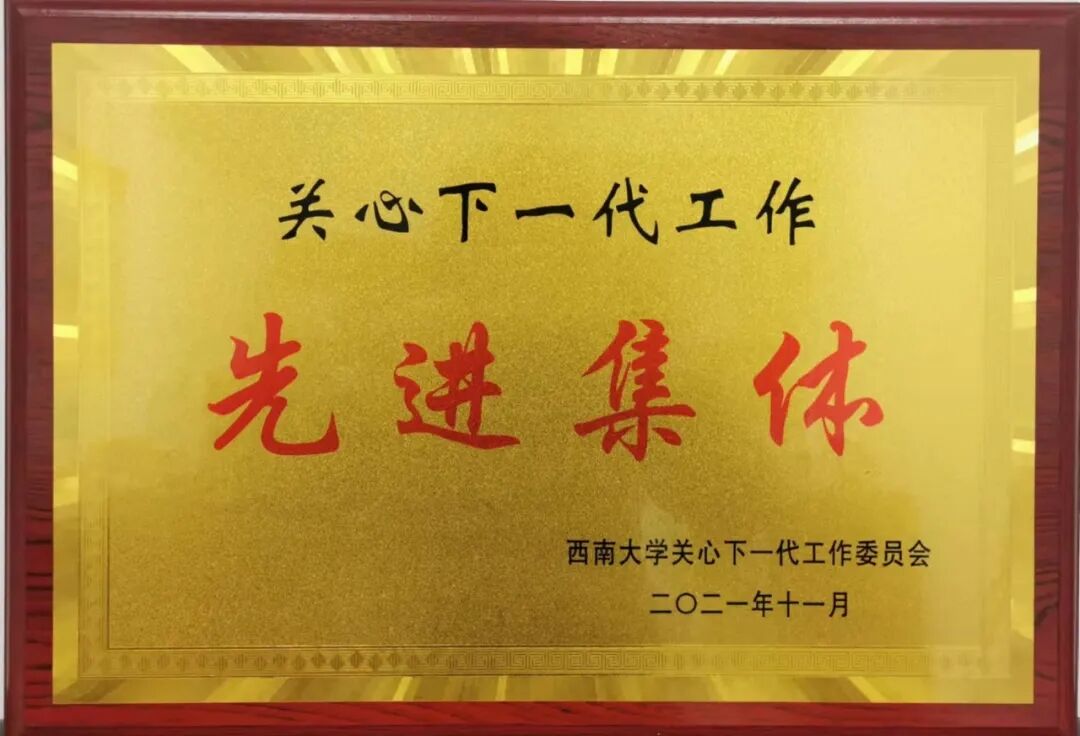 关心下一代工作
先进集体
西南大学关心下一代工作委员会
二〇二一年十一月